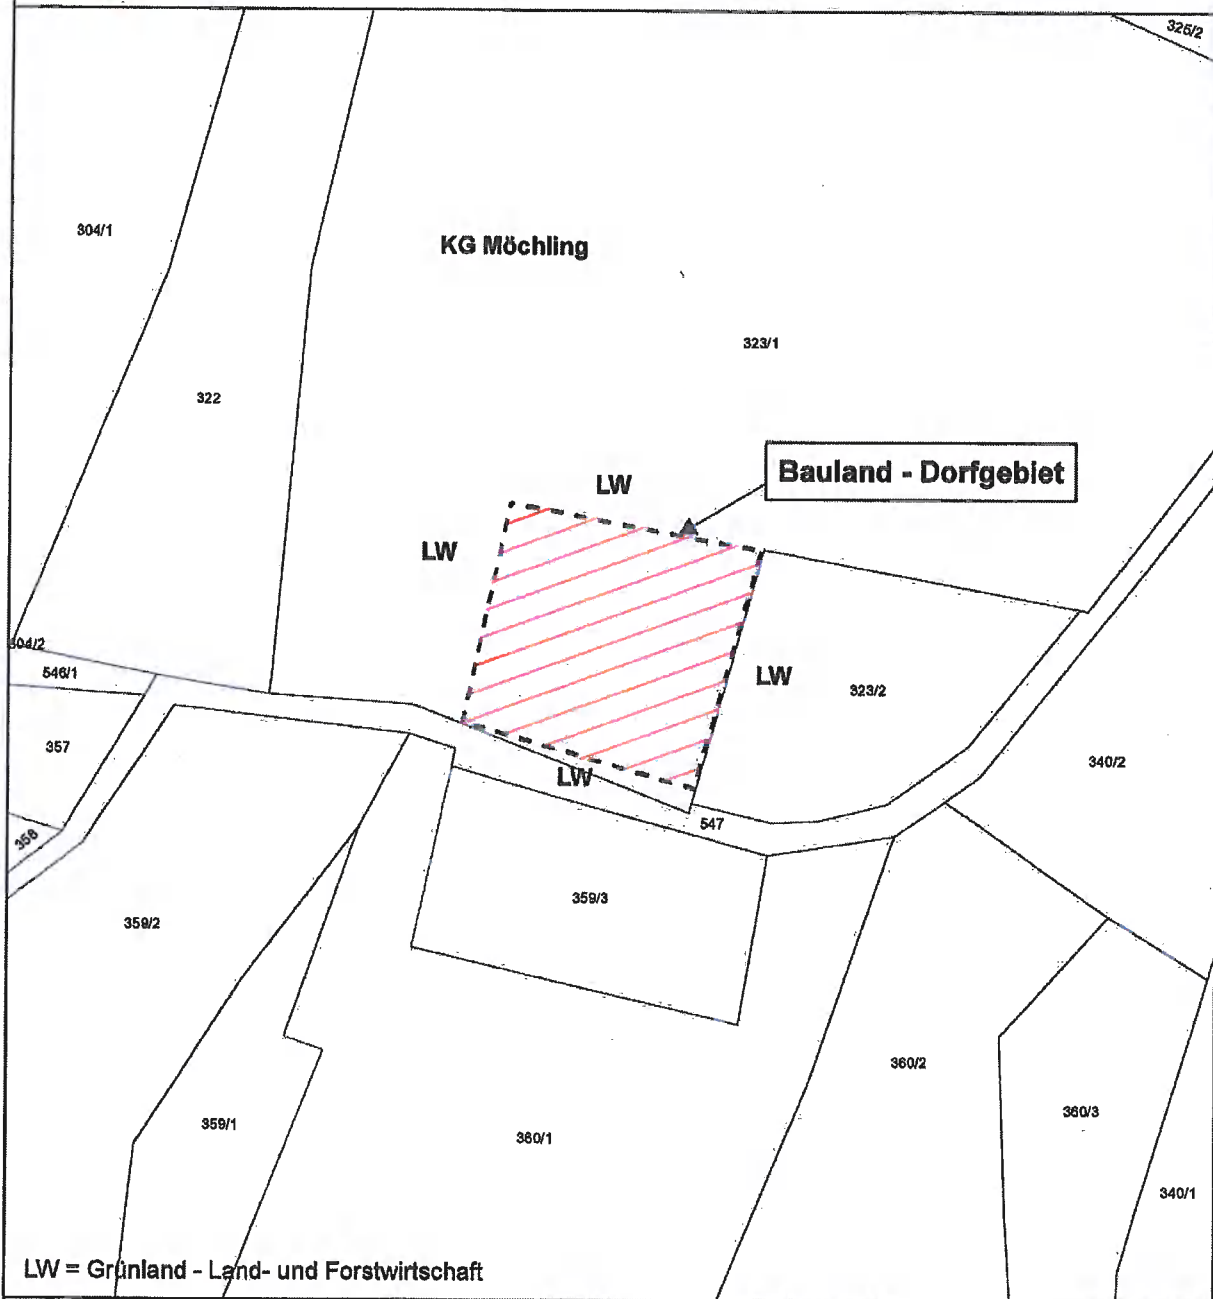 325/2
304/1
KG Möchling
323/1
322
Bauland - Dorfgebiet
LW
LW
304/2
546/1
LW
323/2
357
340/2
LW
547
358
359/3
359/2
360/2
360/3
359/1
360/1
340/1
LW = Grünland - Land- und Forstwirtschaft